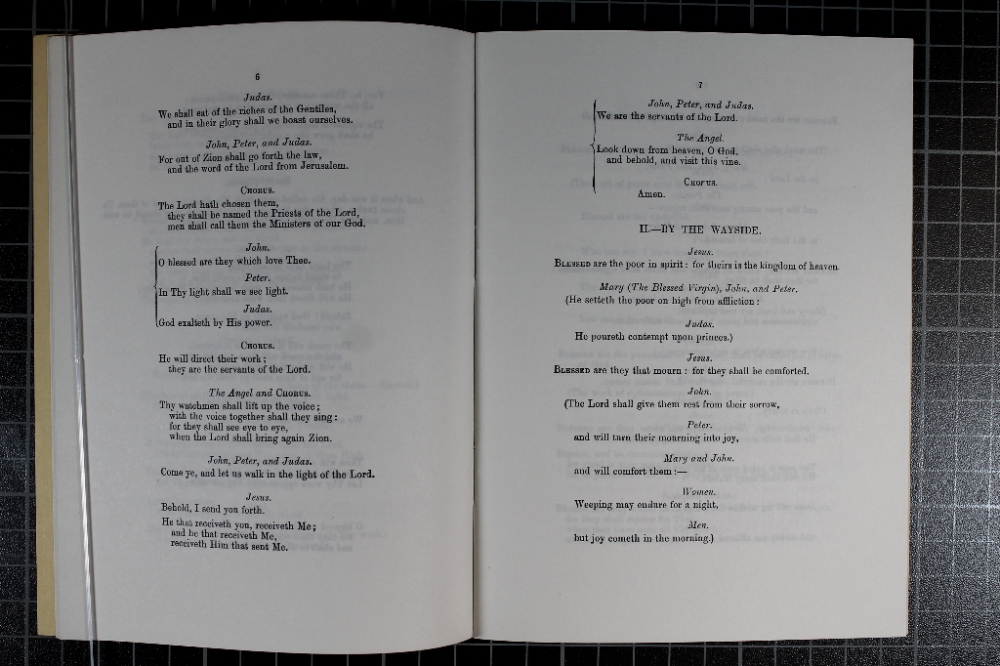 6
Judas.
We shall eat of the riches of the Gentiles,
and in their glory shall we boast ourselves.
John, Peter, and Judas.
For out of Zion shall go forth the law,
and the word of the Lord from Jerusalem.
CHORUS.
The Lord hath chosen them,
they shall be named the Priests of the Lord,
men shall call them the Ministers of our God.
John.
O blessed are they which love Thee.
Peter.
In Thy light shall we see light.
Judas.
God exalteth by His power.
CHORUS.
He will direct their work;
they are the servants of the Lord.
The Angel and CHORUS.
Thy watchmen shall lift up the voice;
with the voice together shall they sing:
for they shall see eye to eye,
when the Lord shall bring again Zion.
John, Peter, and Judas.
Come ye, and let us walk in the light of the Lord.
Jesus.
Behold, I send you forth.
He that receiveth you, receiveth Me;
and he that receiveth Me,
receiveth Him that sent Me.
7
John, Peter, and Judas.
We are the servants of the Lord.
The Angel.
Look down from heaven, O God,
and behold, and visit this vine.
CHORUS.
Amen.
II.—BY THE WAYSIDE.
Jesus.
BLESSED are the poor in spirit: for theirs is the kingdom of heaven.
Mary (The Blessed Virgin), John, and Peter.
(He setteth the poor on high from affliction:
Judas.
He poureth contempt upon princes.)
Jesus.
BLESSED are they that mourn: for they shall be comforted.
John.
(The Lord shall give them rest from their sorrow,
Peter.
and will turn their mourning into joy,
Mary and John.
and will comfort them:—
Women.
Weeping may endure for a night,
Men.
but joy cometh in the morning.)